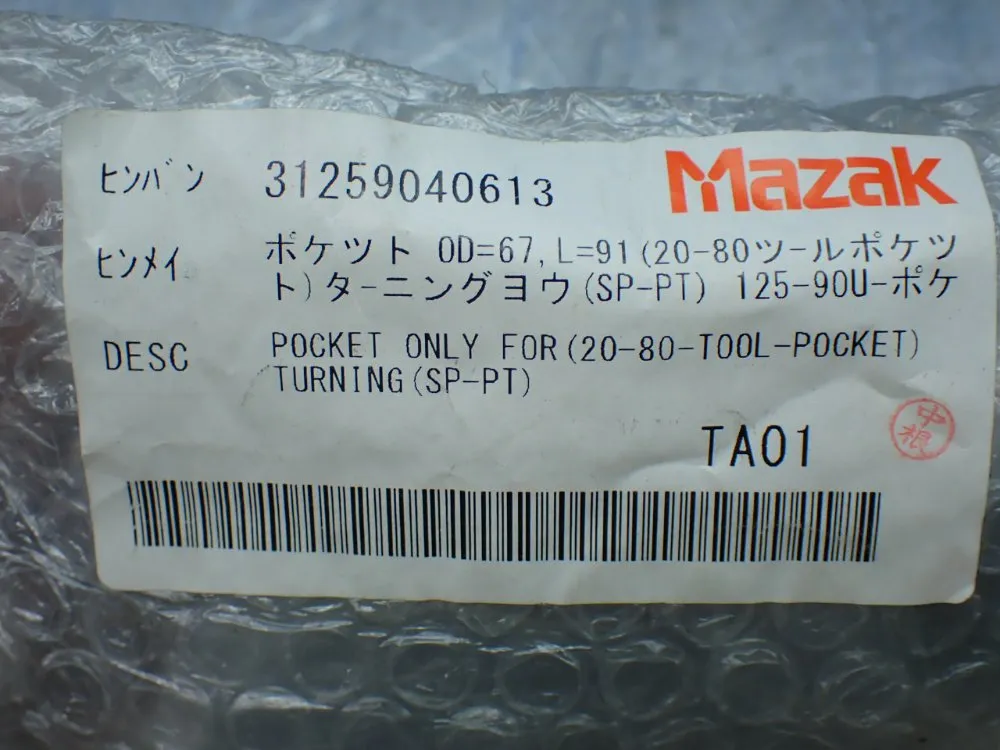 ヒンバン 31259040613 Mazak
ヒンメイ ポケツト OD=67,L=91(20-80ツールポケツ
ト)ターニングヨウ(SP-PT) 125-90U-ポケ
DESC POCKET ONLY FOR(20-80-TOOL-POCKET)
TURNING(SP-PT)
TA01
中根